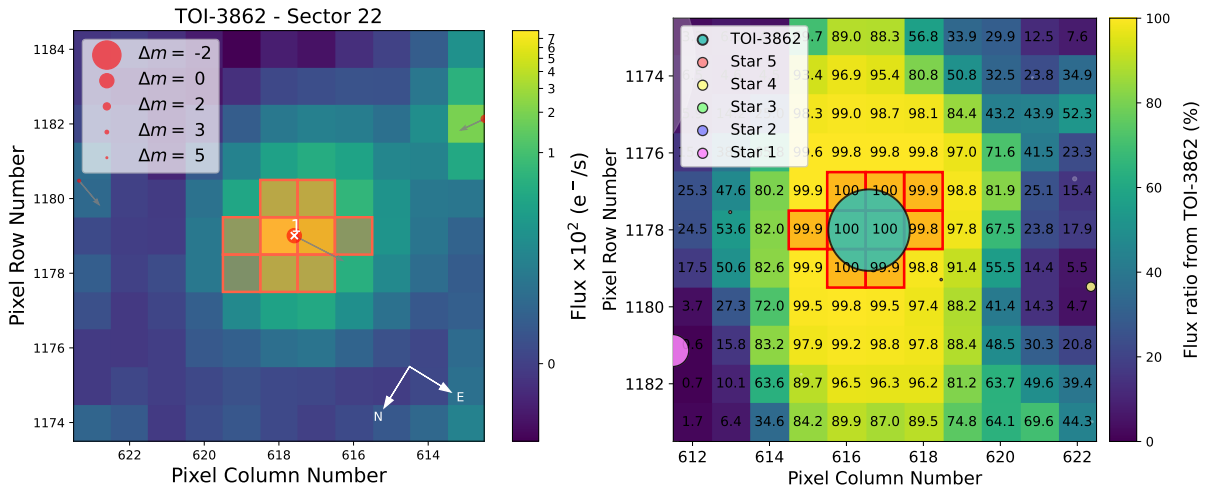 TOI-3862 - Sector 22
Δm = -2
Δm = 0
Δm = 2
Δm = 3
Δm = 5
1184
1182
1180
1178
1176
1174
622
620
618
616
614
Pixel Row Number
Pixel Column Number
1
N
E
7
6
5
4
3
2
1
0
Flux ×10² (e⁻/s)
TOI-3862
Star 5
Star 4
Star 3
Star 2
Star 1
89.0 88.3 56.8 33.9 29.9 12.5 7.6
96.9 95.4 80.8 50.8 32.5 23.8 34.9
99.0 98.7 98.1 84.4 43.2 43.9 52.3
99.8 99.8 99.8 97.0 71.6 41.5 23.3
25.3 47.6 80.2 99.9 100 100 99.9 98.8 81.9 25.1 15.4
24.5 53.6 82.0 99.9 100 100 99.8 97.8 67.5 23.8 17.9
17.5 50.6 82.6 99.9 100 99.9 98.8 91.4 55.5 14.4 5.5
3.7 27.3 72.0 99.5 99.8 99.5 97.4 88.2 41.4 14.3 4.7
15.8 83.2 97.9 99.2 98.8 97.8 88.4 48.5 30.3 20.8
0.7 10.1 63.6 89.7 96.5 96.3 96.2 81.2 63.7 49.6 39.4
1.7 6.4 34.6 84.2 89.9 87.0 89.5 74.8 64.1 69.6 44.3
1174
1176
1178
1180
1182
612
614
616
618
620
622
Pixel Row Number
Pixel Column Number
100
80
60
40
20
0
Flux ratio from TOI-3862 (%)